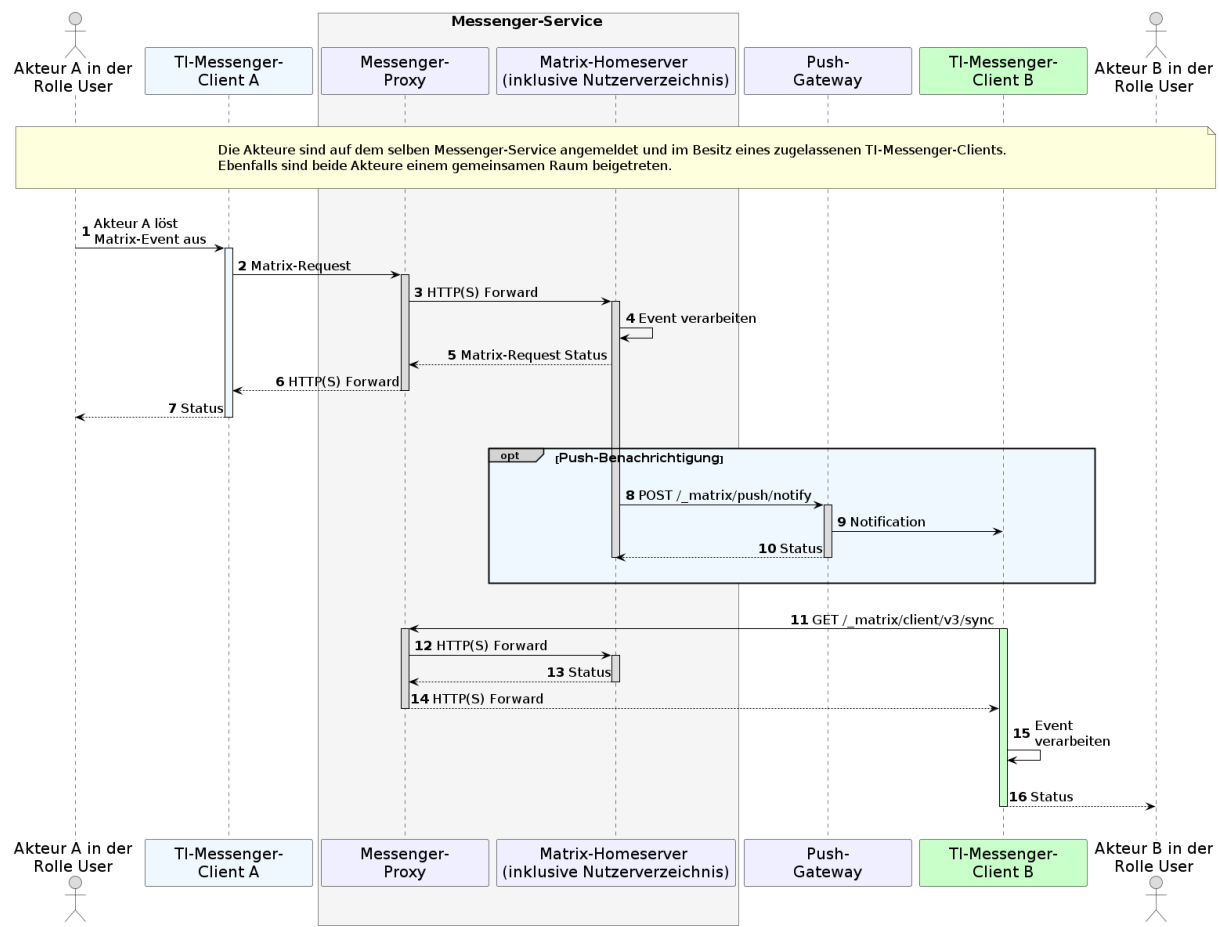 Messenger-Service
Akteur A in der
Rolle User
TI-Messenger-
Client A
Messenger-
Proxy
Matrix-Homeserver
(inklusive Nutzerverzeichnis)
Push-
Gateway
TI-Messenger-
Client B
Akteur B in der
Rolle User
Die Akteure sind auf dem selben Messenger-Service angemeldet und im Besitz eines zugelassenen TI-Messenger-Clients.
Ebenfalls sind beide Akteure einem gemeinsamen Raum beigetreten.
1 Akteur A löst
Matrix-Event aus
2 Matrix-Request
3 HTTP(S) Forward
4 Event verarbeiten
5 Matrix-Request Status
6 HTTP(S) Forward
7 Status
opt [Push-Benachrichtigung]
8 POST /_matrix/push/notify
9 Notification
10 Status
11 GET /_matrix/client/v3/sync
12 HTTP(S) Forward
13 Status
14 HTTP(S) Forward
15 Event
verarbeiten
16 Status
Akteur A in der
Rolle User
TI-Messenger-
Client A
Messenger-
Proxy
Matrix-Homeserver
(inklusive Nutzerverzeichnis)
Push-
Gateway
TI-Messenger-
Client B
Akteur B in der
Rolle User